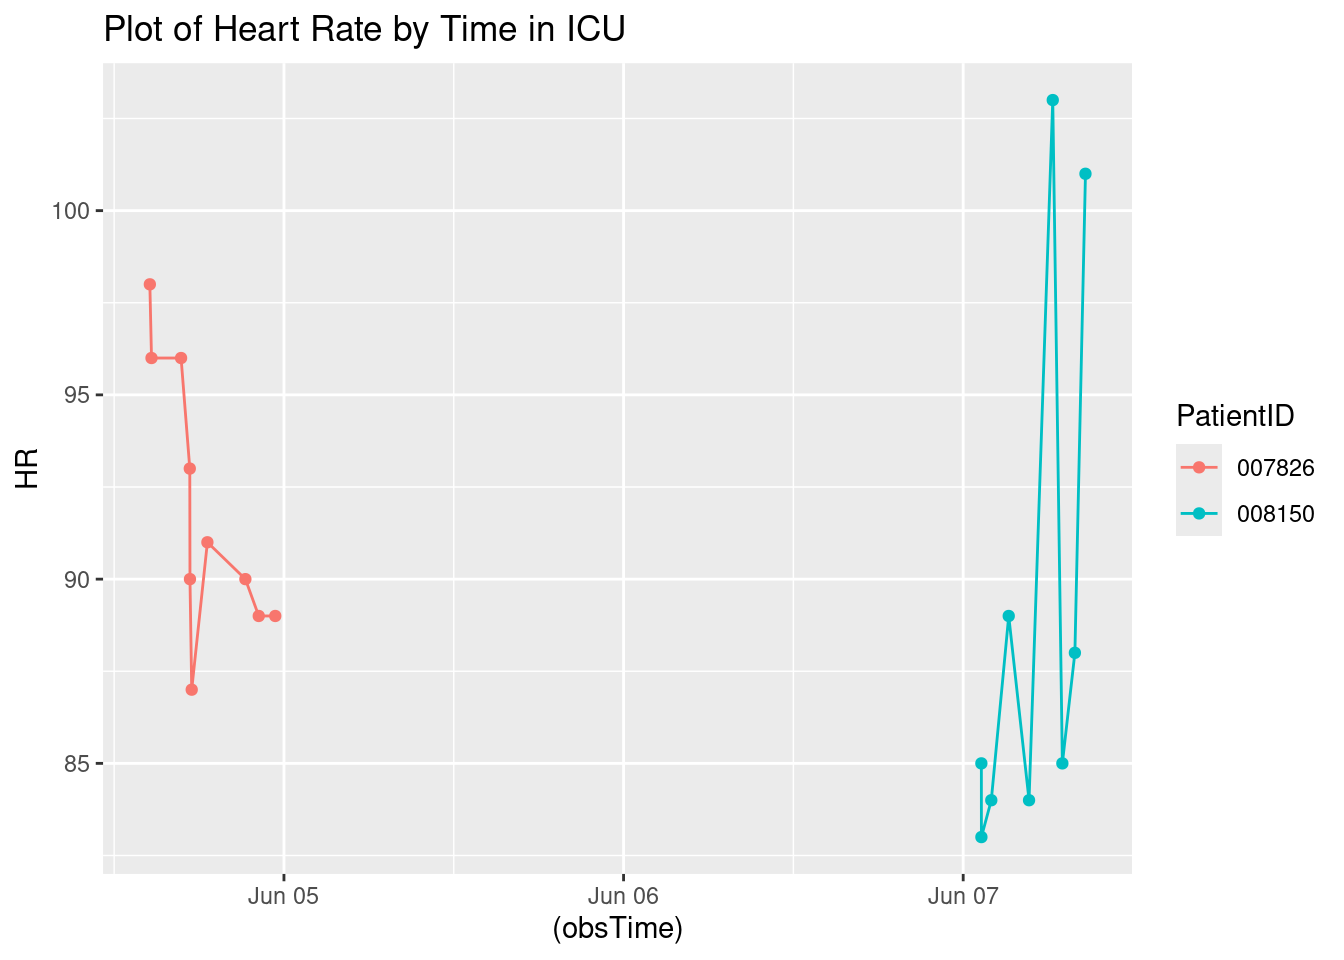 Plot of Heart Rate by Time in ICU
100
95
90
85
HR
Jun 05
Jun 06
Jun 07
(obsTime)
PatientID
007826
008150